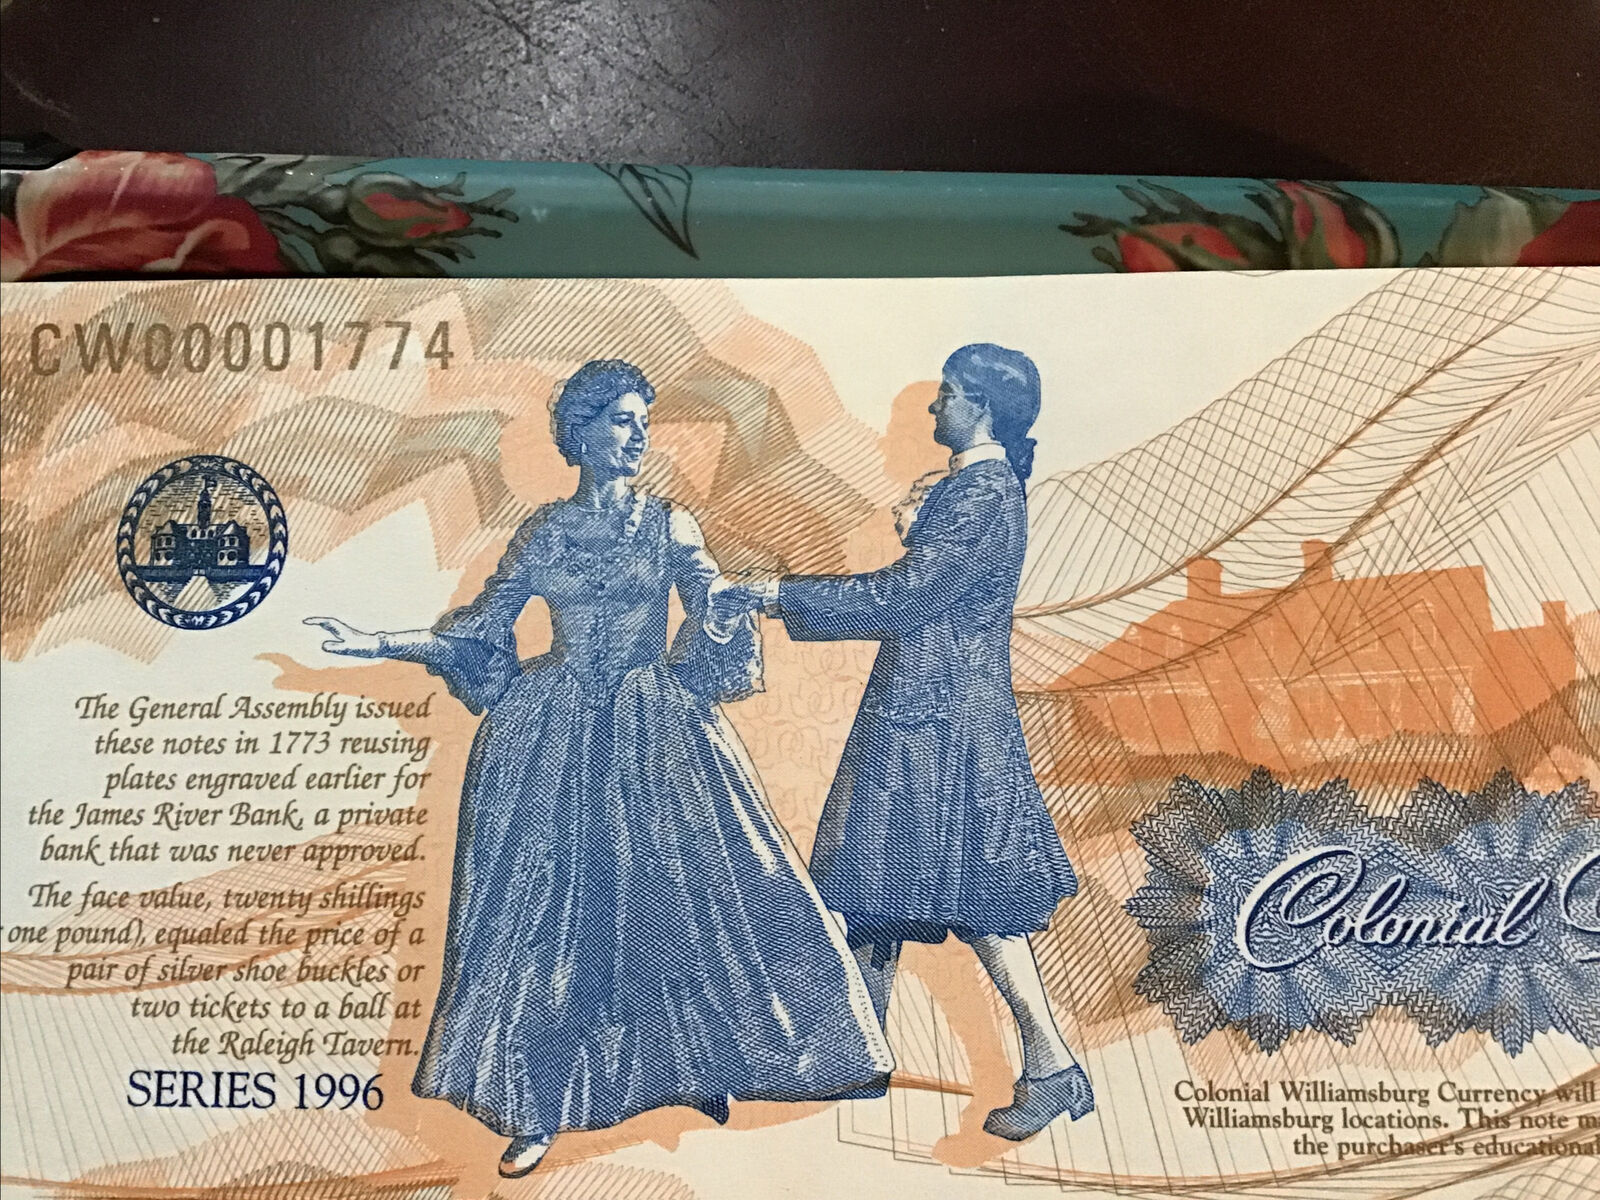 CW00001774
The General Assembly issued
these notes in 1773 reusing
plates engraved earlier for
the James River Bank, a private
bank that was never approved.
The face value, twenty shillings
one pound), equaled the price of a
pair of silver shoe buckles or
two tickets to a ball at
the Raleigh Tavern.
SERIES 1996
Colonial
Colonial Williamsburg Currency will
Williamsburg locations. This note
the purchaser's educational